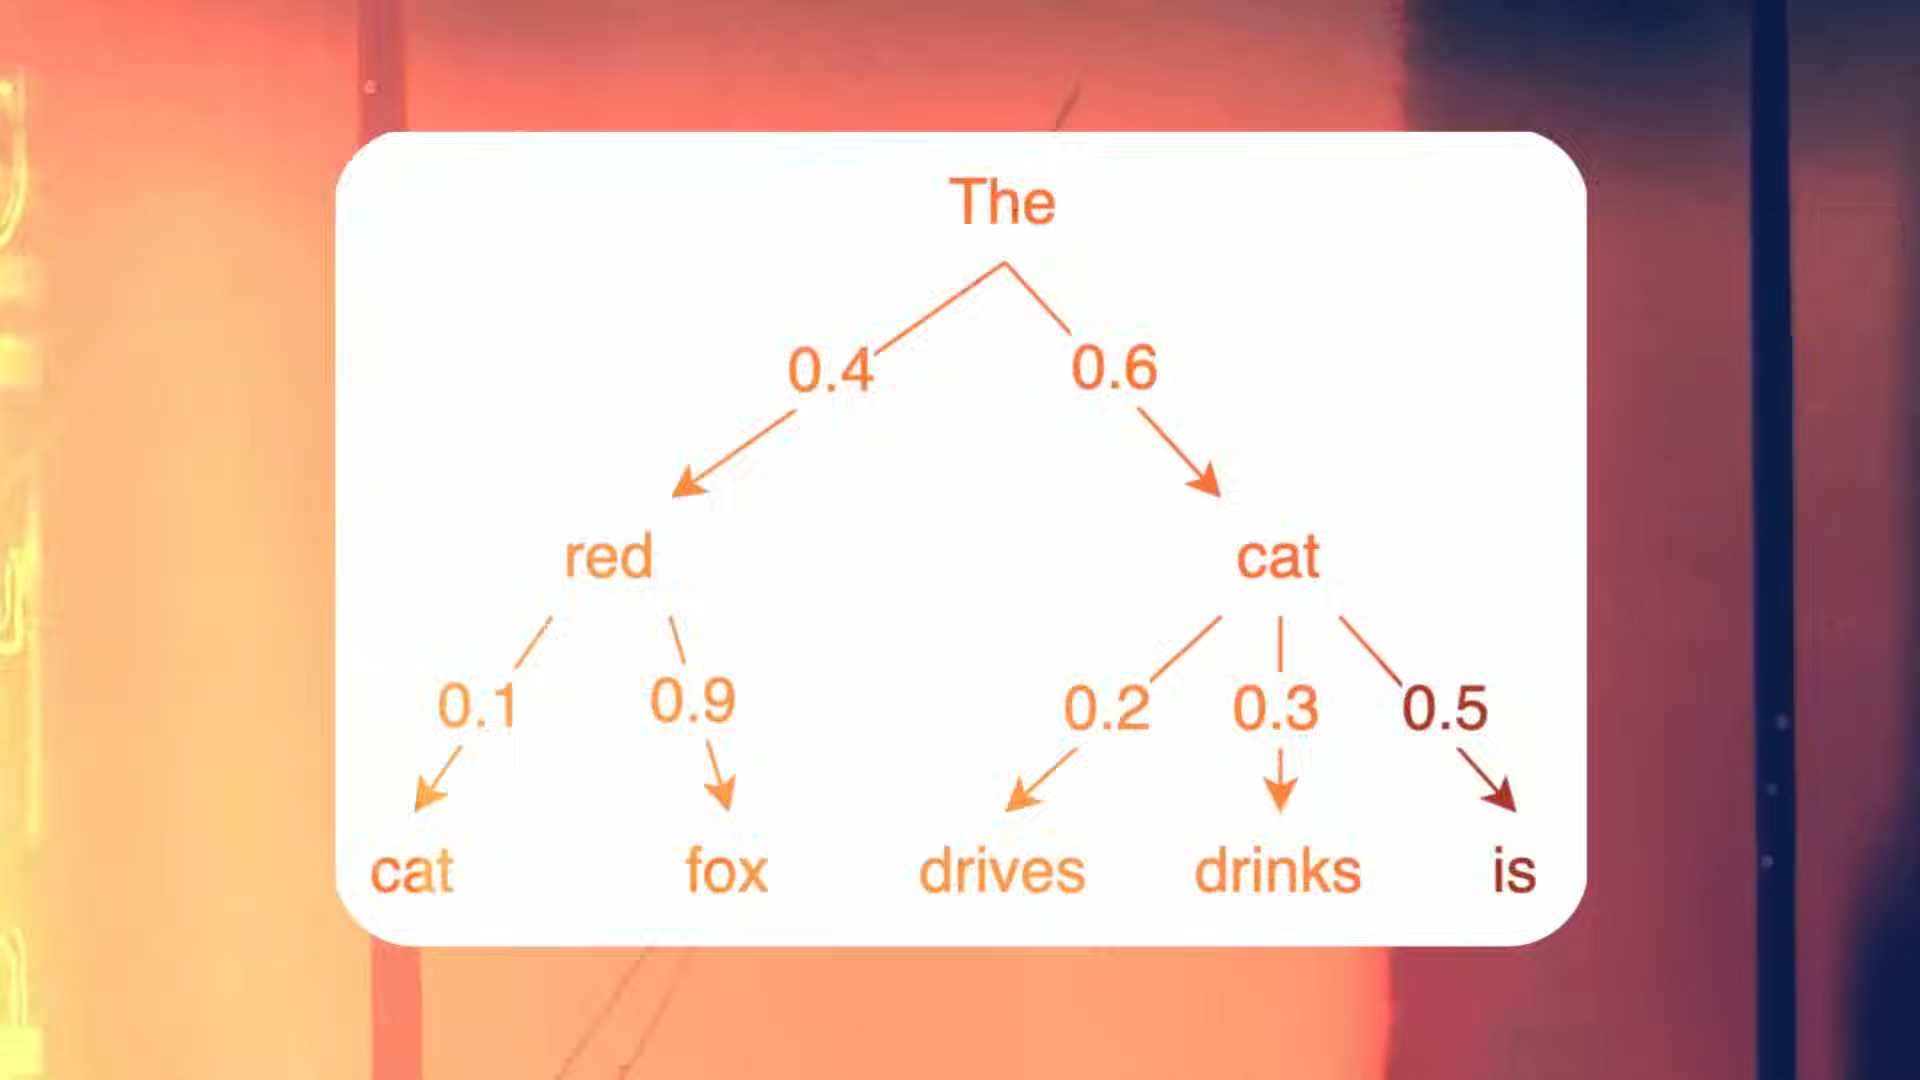 The
0.4 0.6
red cat
0.1 0.9 0.2 0.3 0.5
cat fox drives drinks is